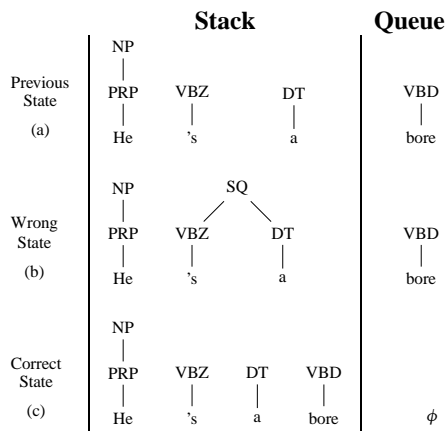 Stack Queue
NP
Previous State PRP VBZ DT VBD
(a) He 's a bore
SQ
NP
Wrong State PRP VBZ DT VBD
(b) He 's a bore
NP
Correct State PRP VBZ DT VBD
(c) He 's a bore ϕ